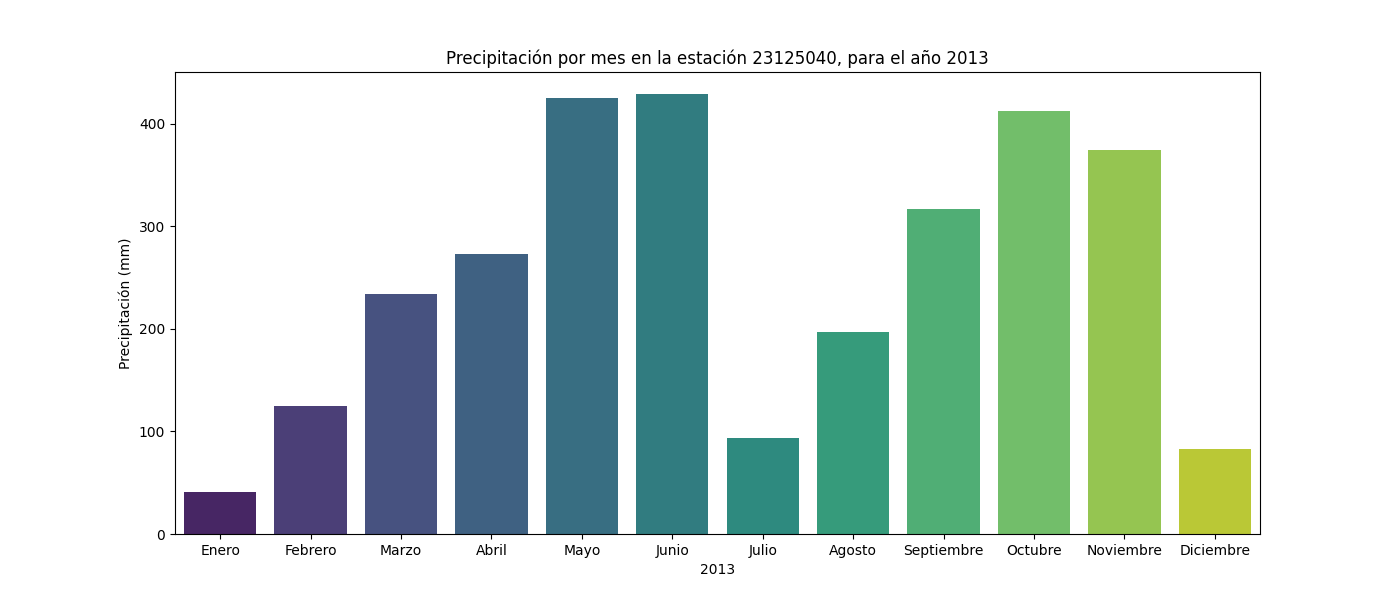 Precipitación por mes en la estación 23125040, para el año 2013
Precipitación (mm)
400
300
200
100
0
Enero Febrero Marzo Abril Mayo Junio Julio Agosto Septiembre Octubre Noviembre Diciembre
2013